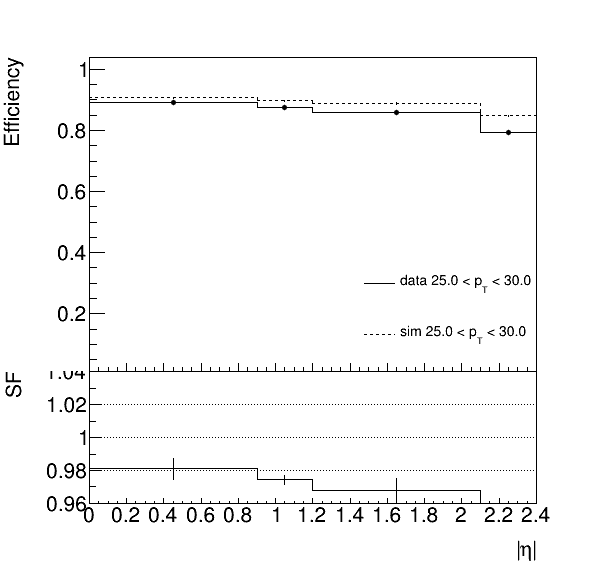 Efficiency
1
0.8
0.6
0.4
0.2
data 25.0 < p_T < 30.0
sim 25.0 < p_T < 30.0
SF
1.04
1.02
1
0.98
0.96
0 0.2 0.4 0.6 0.8 1 1.2 1.4 1.6 1.8 2 2.2 2.4
|η|